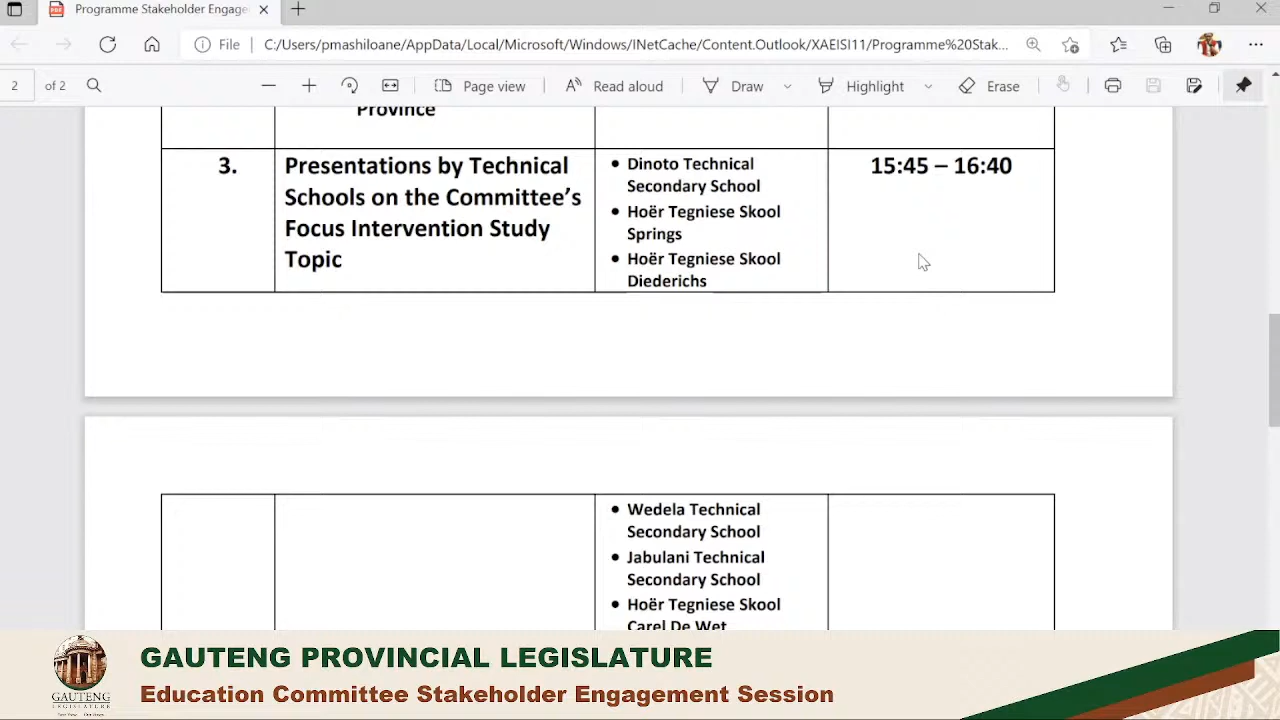 Programme Stakeholder Engage
File
C:/Users/pmashiloane/AppData/Local/Microsoft/Windows/INetCache/Content.Outlook/XAEISI11/Programme%20Stak...
2 of 2
Page view
Read aloud
Draw
Highlight
Erase
Province
3.
Presentations by Technical
Schools on the Committee’s
Focus Intervention Study
Topic
• Dinoto Technical
Secondary School
• Hoër Tegniese Skool
Springs
• Hoër Tegniese Skool
Diederichs
15:45 – 16:40
• Wedela Technical
Secondary School
• Jabulani Technical
Secondary School
• Hoër Tegniese Skool
Carel De Wet
GAUTENG PROVINCIAL LEGISLATURE
Education Committee Stakeholder Engagement Session
GAUTENG
LEGISLATURE